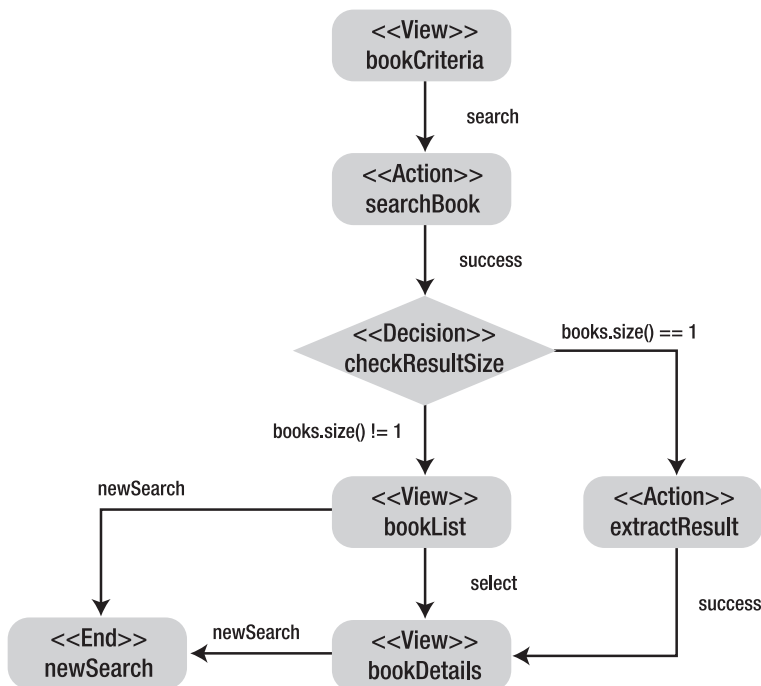 <<View>>
bookCriteria
search
<<Action>>
searchBook
success
<<Decision>>
checkResultSize
books.size() == 1
books.size() != 1
newSearch
<<View>>
bookList
<<Action>>
extractResult
select
success
<<End>>
newSearch
newSearch
<<View>>
bookDetails